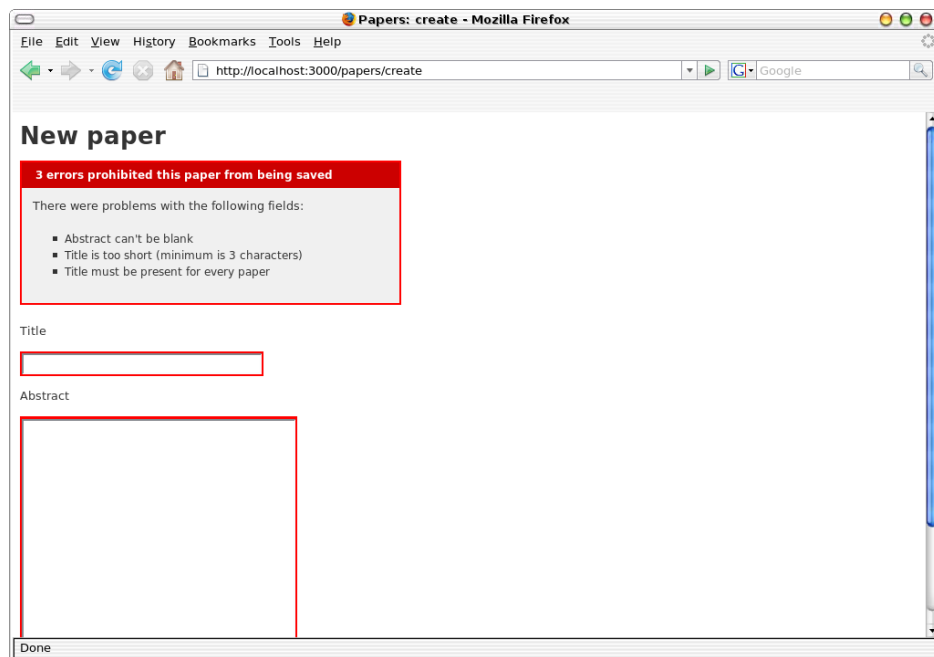 Papers: create - Mozilla Firefox
File Edit View History Bookmarks Tools Help
http://localhost:3000/papers/create G Google
New paper
3 errors prohibited this paper from being saved
There were problems with the following fields:
Abstract can't be blank
Title is too short (minimum is 3 characters)
Title must be present for every paper
Title
Abstract
Done